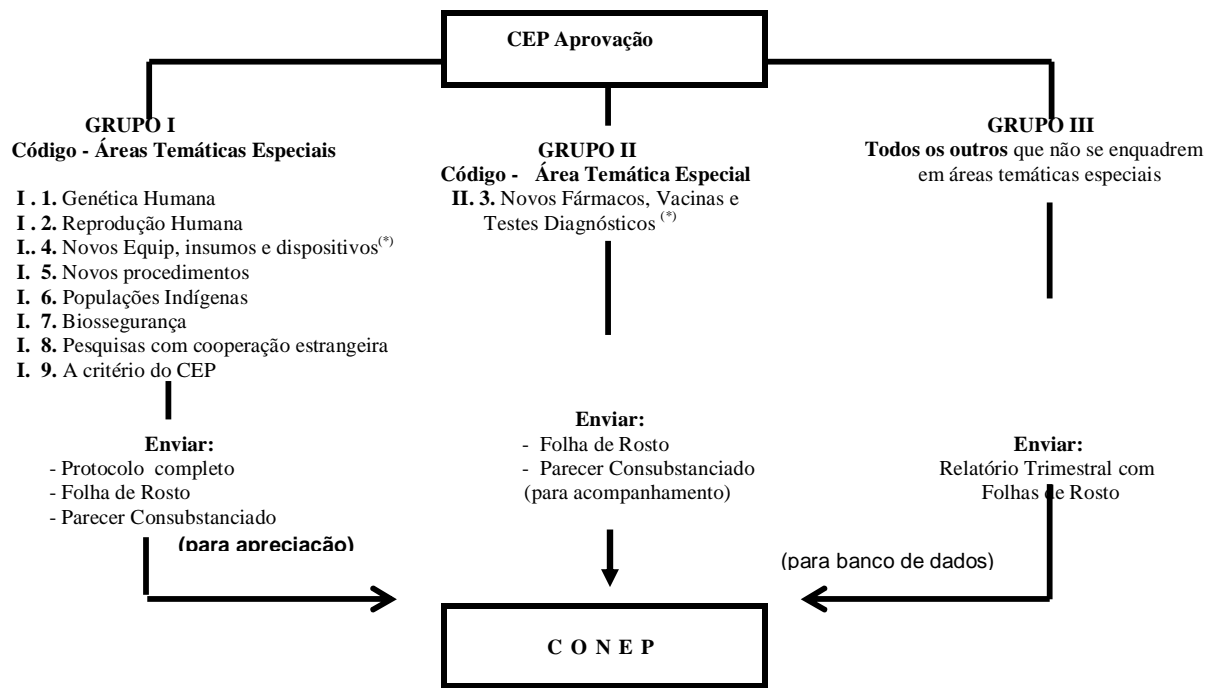 CEP Aprovação
GRUPO I
Código - Áreas Temáticas Especiais
I . 1. Genética Humana
I . 2. Reprodução Humana
I.. 4. Novos Equip, insumos e dispositivos(*)
I. 5. Novos procedimentos
I. 6. Populações Indígenas
I. 7. Biossegurança
I. 8. Pesquisas com cooperação estrangeira
I. 9. A critério do CEP
Enviar:
- Protocolo completo
- Folha de Rosto
- Parecer Consubstanciado
(para apreciação)
GRUPO II
Código - Área Temática Especial
II. 3. Novos Fármacos, Vacinas e
Testes Diagnósticos (*)
Enviar:
- Folha de Rosto
- Parecer Consubstanciado
(para acompanhamento)
GRUPO III
Todos os outros que não se enquadrem
em áreas temáticas especiais
Enviar:
Relatório Trimestral com
Folhas de Rosto
(para banco de dados)
C O N E P